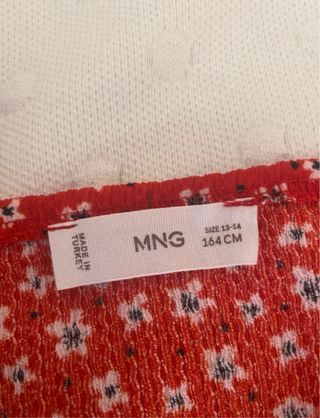 MADE IN
TURKEY
MNG
SIZE 13-14
164 CM